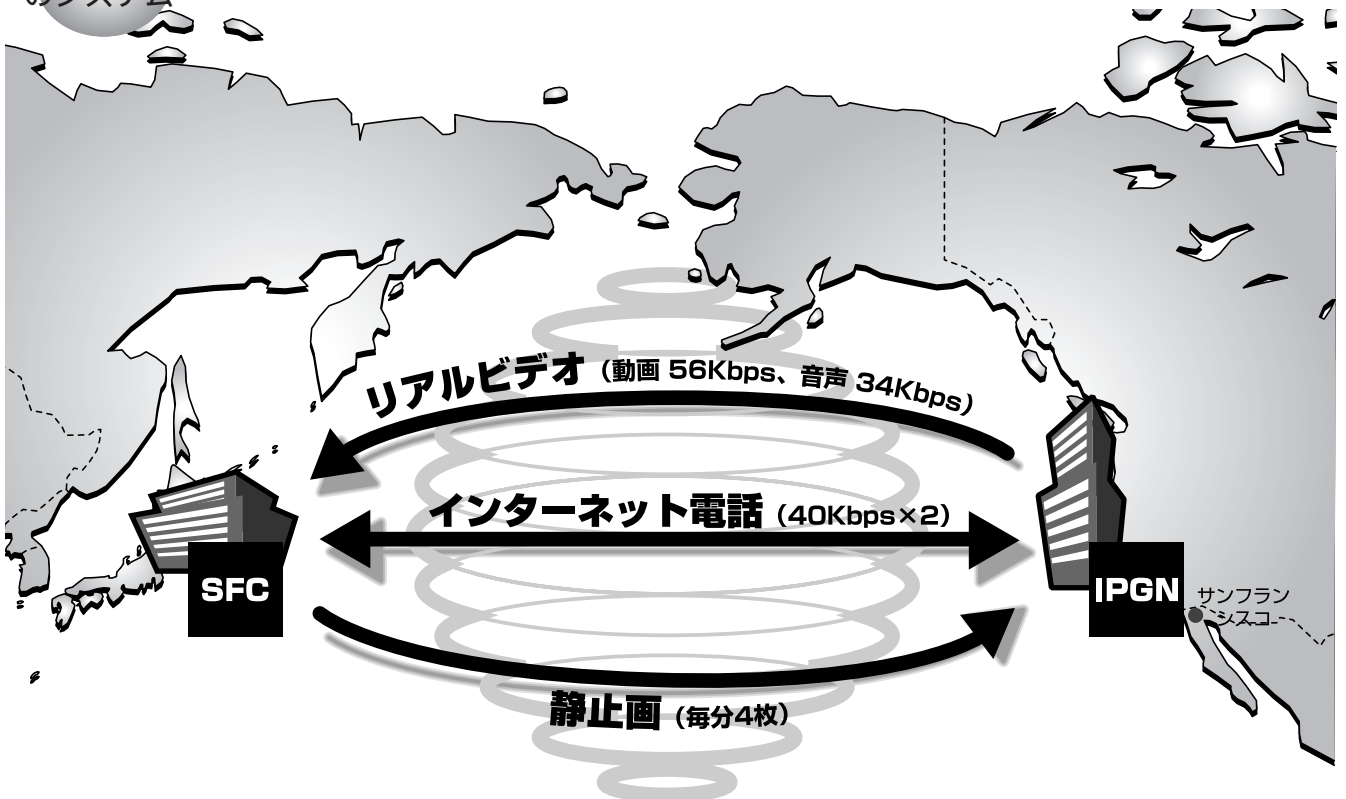 のシステム
リアルビデオ（動画 56Kbps、音声 34Kbps）
インターネット電話（40Kbps×2）
SFC
IPGN
サンフラン
シスコ
静止画（毎分4枚）